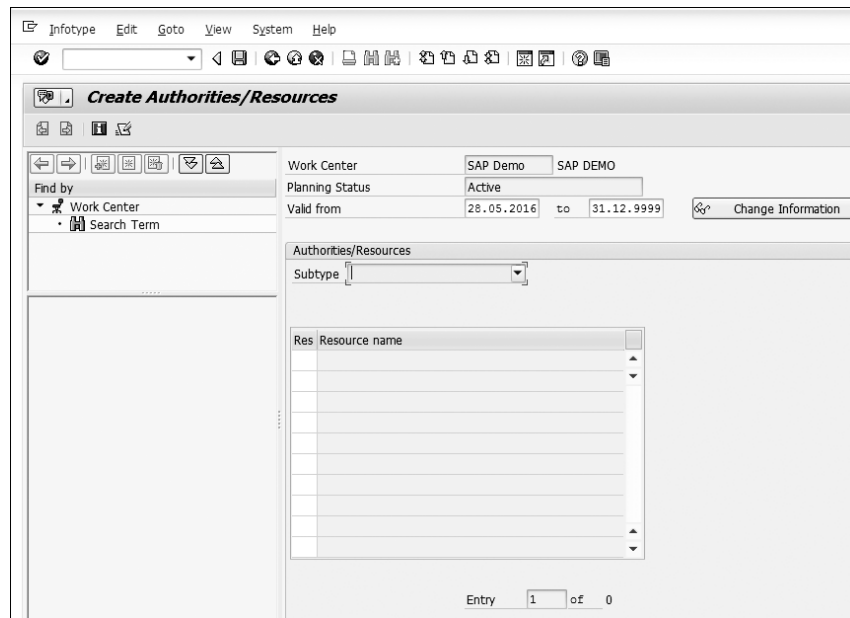 Infotype Edit Goto View System Help
Create Authorities/Resources
Find by
Work Center
Search Term
Work Center SAP Demo SAP DEMO
Planning Status Active
Valid from 28.05.2016 to 31.12.9999 Change Information
Authorities/Resources
Subtype
Res Resource name
Entry 1 of 0